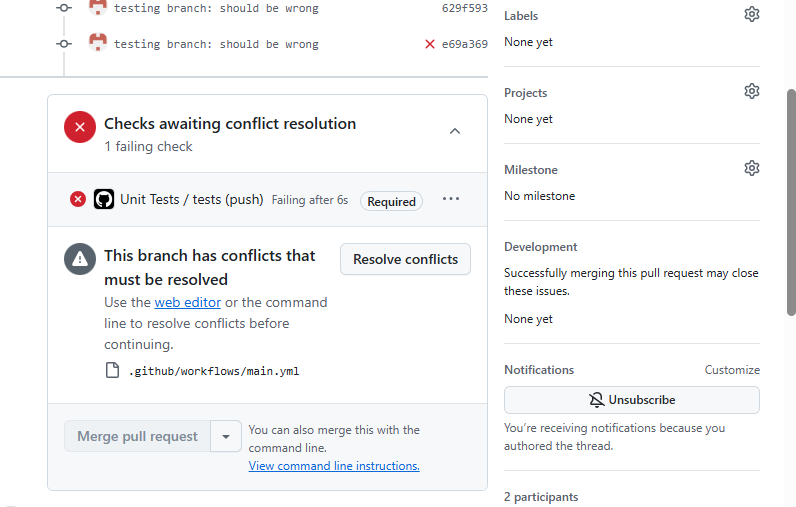 testing branch: should be wrong 629f593
testing branch: should be wrong e69a369
Checks awaiting conflict resolution
1 failing check
Unit Tests / tests (push) Failing after 6s Required
This branch has conflicts that
must be resolved
Resolve conflicts
Use the web editor or the command
line to resolve conflicts before
continuing.
.github/workflows/main.yml
Merge pull request
You can also merge this with the
command line.
View command line instructions.
Labels
None yet
Projects
None yet
Milestone
No milestone
Development
Successfully merging this pull request may close
these issues.
None yet
Notifications Customize
Unsubscribe
You're receiving notifications because you
authored the thread.
2 participants